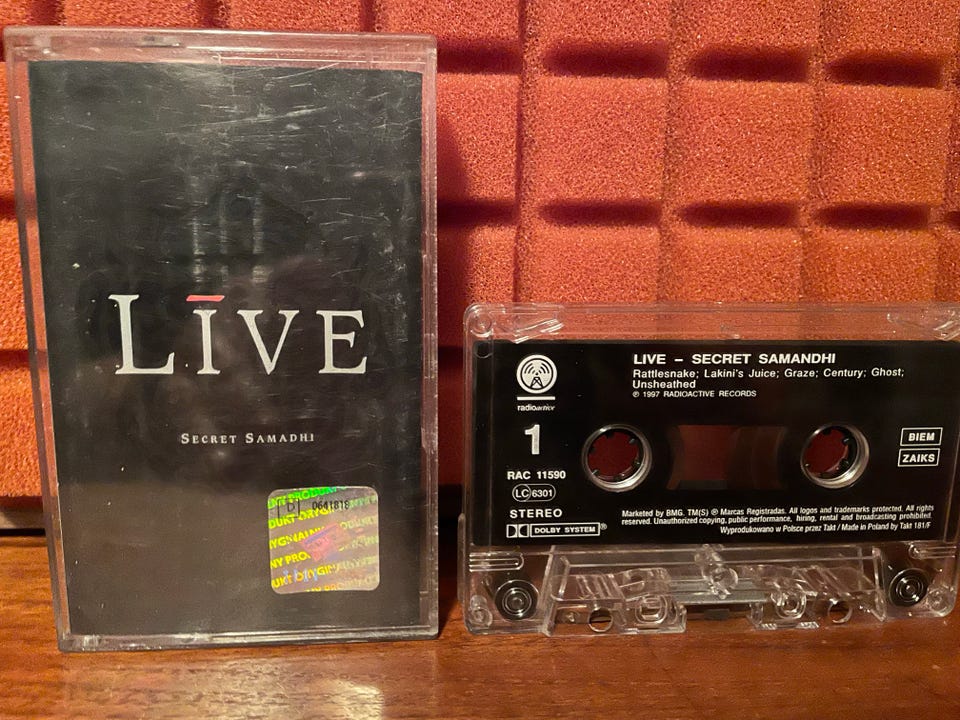 LĪVE
SECRET SAMADHI
0641818
radioactive
1
RAC 11590
LC 6301
STEREO
DOLBY SYSTEM®
LIVE – SECRET SAMANDHI
Rattlesnake; Lakini's Juice; Graze; Century; Ghost;
Unsheathed
℗ 1997 RADIOACTIVE RECORDS
BIEM
ZAIKS
Marketed by BMG. TM(S) ® Marcas Registradas. All logos and trademarks protected. All rights
reserved. Unauthorized copying, public performance, hiring, rental and broadcasting prohibited.
Wyprodukowano w Polsce przez Takt / Made in Poland by Takt 181/F